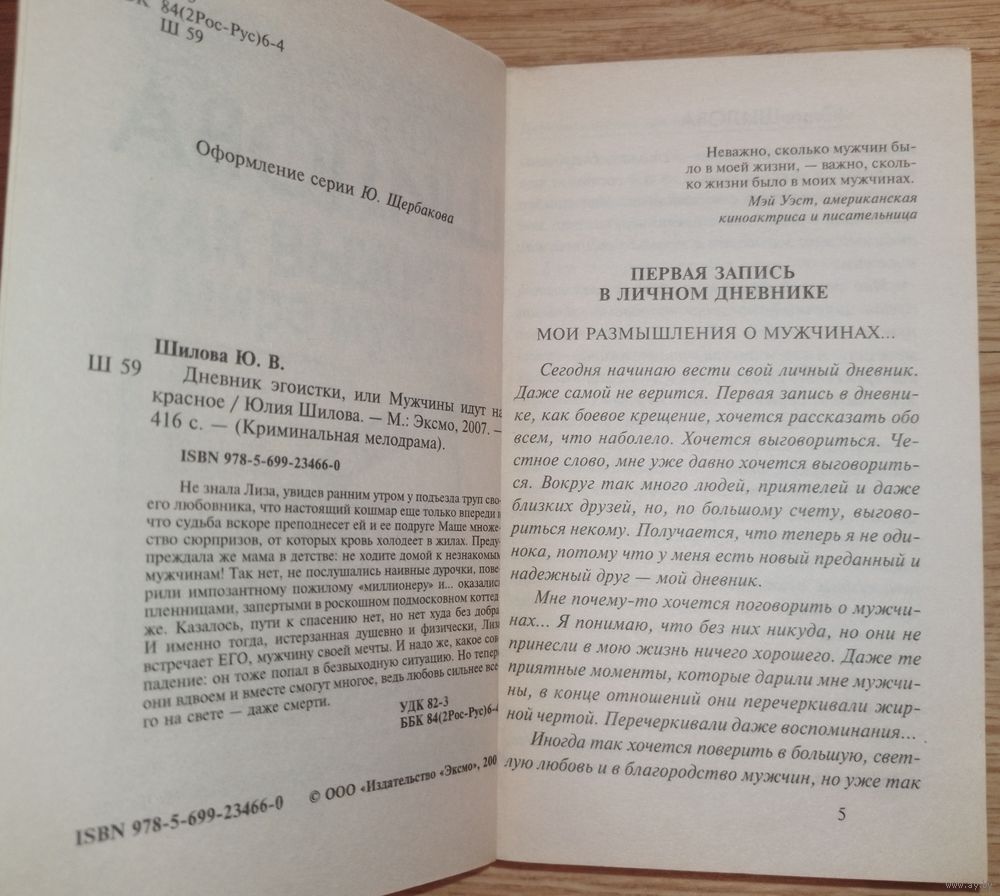 84(2Рос-Рус)6-4
Ш 59
Оформление серии Ю. Щербакова
Шилова Ю. В.
Ш 59
Дневник эгоистки, или Мужчины идут на
красное / Юлия Шилова. — М.: Эксмо, 2007. —
416 с. — (Криминальная мелодрама).
ISBN 978-5-699-23466-0
Не знала Лиза, увидев ранним утром у подъезда труп сво-
его любовника, что настоящий кошмар еще только впереди и
что судьба вскоре преподнесет ей и ее подруге Маше множе-
ство сюрпризов, от которых кровь холодеет в жилах. Преду-
преждала же мама в детстве: не ходите домой к незнакомым
мужчинам! Так нет, не послушались наивные дурочки, пове-
рили импозантному пожилому «миллионеру» и... оказались
пленницами, запертыми в роскошном подмосковном коттед-
же. Казалось, пути к спасению нет, но нет худа без добра.
И именно тогда, истерзанная душевно и физически, Лиза
встречает ЕГО, мужчину своей мечты. И надо же, какое сов-
падение: он тоже попал в безвыходную ситуацию. Но теперь
они вдвоем и вместе смогут многое, ведь любовь сильнее все-
го на свете — даже смерти.
УДК 82-3
ББК 84(2Рос-Рус)6-4
ISBN 978-5-699-23466-0
© ООО «Издательство «Эксмо», 200
Неважно, сколько мужчин бы-
ло в моей жизни, — важно, сколь-
ко жизни было в моих мужчинах.
Мэй Уэст, американская
киноактриса и писательница
ПЕРВАЯ ЗАПИСЬ
В ЛИЧНОМ ДНЕВНИКЕ
МОИ РАЗМЫШЛЕНИЯ О МУЖЧИНАХ...
Сегодня начинаю вести свой личный дневник.
Даже самой не верится. Первая запись в дневни-
ке, как боевое крещение, хочется рассказать обо
всем, что наболело. Хочется выговориться. Че-
стное слово, мне уже давно хочется выговорить-
ся. Вокруг так много людей, приятелей и даже
близких друзей, но, по большому счету, выгово-
риться некому. Получается, что теперь я не оди-
нока, потому что у меня есть новый преданный и
надежный друг — мой дневник.
Мне почему-то хочется поговорить о мужчи-
нах... Я понимаю, что без них никуда, но они не
принесли в мою жизнь ничего хорошего. Даже те
приятные моменты, которые дарили мне мужчи-
ны, в конце отношений они перечеркивали жир-
ной чертой. Перечеркивали даже воспоминания...
Иногда так хочется поверить в большую, свет-
лую любовь и в благородство мужчин, но уже так
5
www.ay.by